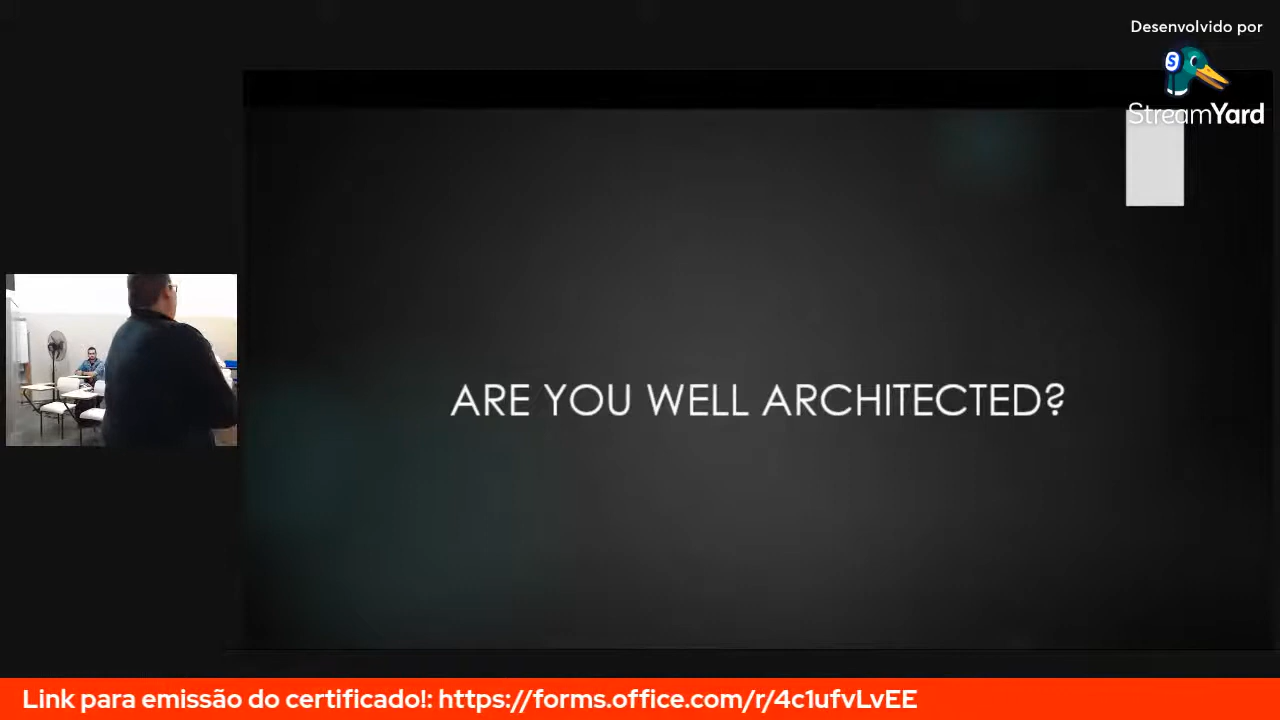 Desenvolvido por
StreamYard
ARE YOU WELL ARCHITECTED?
Link para emissão do certificado!: https://forms.office.com/r/4c1ufvLvEE